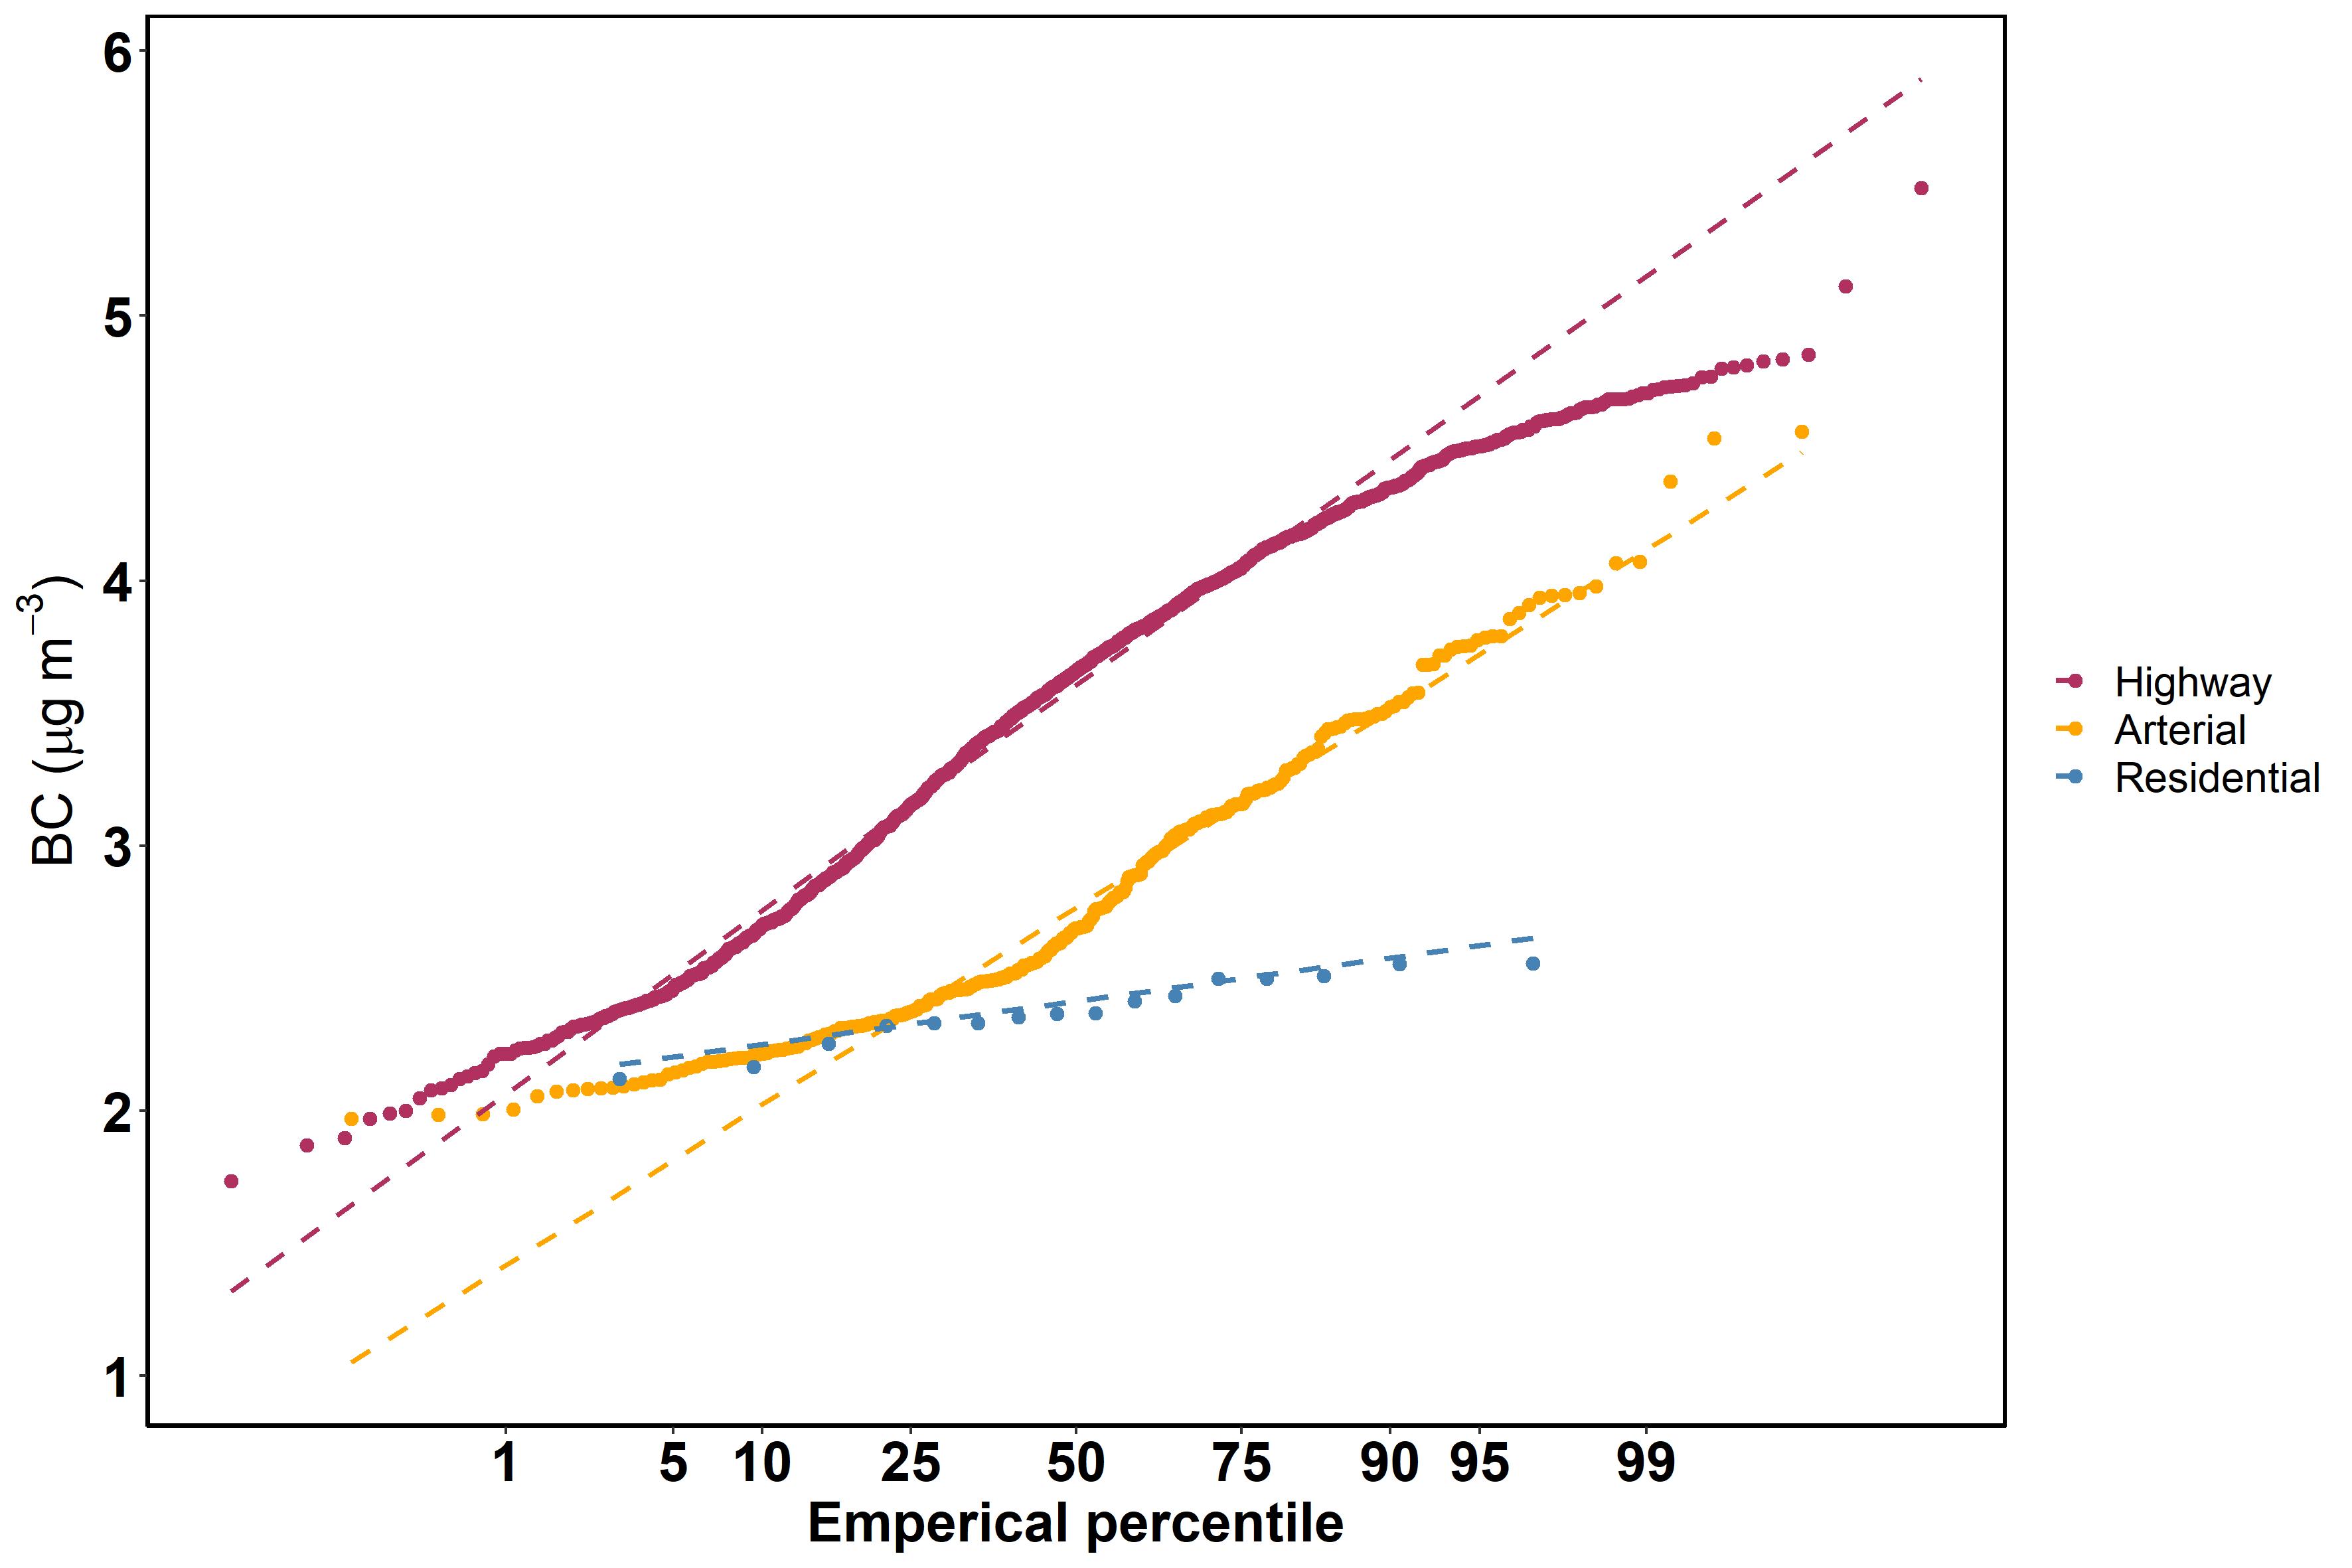 6
5
4
3
2
1
BC (μg m⁻³)
1 5 10 25 50 75 90 95 99
Emperical percentile
Highway
Arterial
Residential